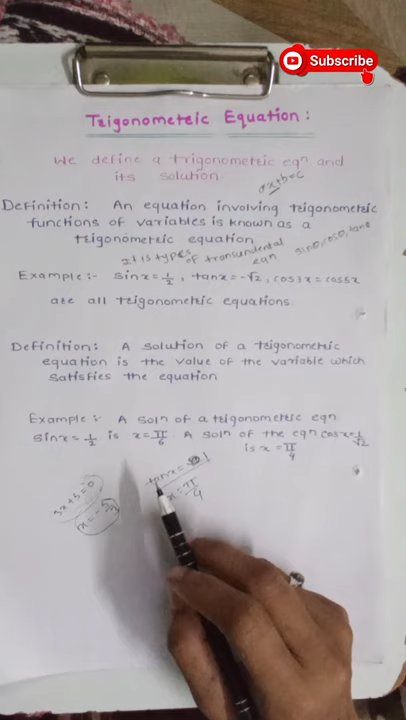 Subscribe
Trigonometric Equation:
We define a trigonometric eqn and
its solution.
ax+b=c
Definition: An equation involving trigonometric
functions of variables is known as a
trigonometric equation.
It is types of transcendental eqn
sinθ, cosθ, tanθ
Example:- sinx=1/2, tanx=-√2, cos3x=cos5x
are all trigonometric equations.
Definition: A solution of a trigonometric
equation is the value of the variable which
satisfies the equation
Example:- A soln of a trigonometric eqn
sinx=1/2 is x=π/6. A soln of the eqn cosx=1/√2
is x=π/4
tanx=1
x=π/4
3x+5=0
x=-5/3